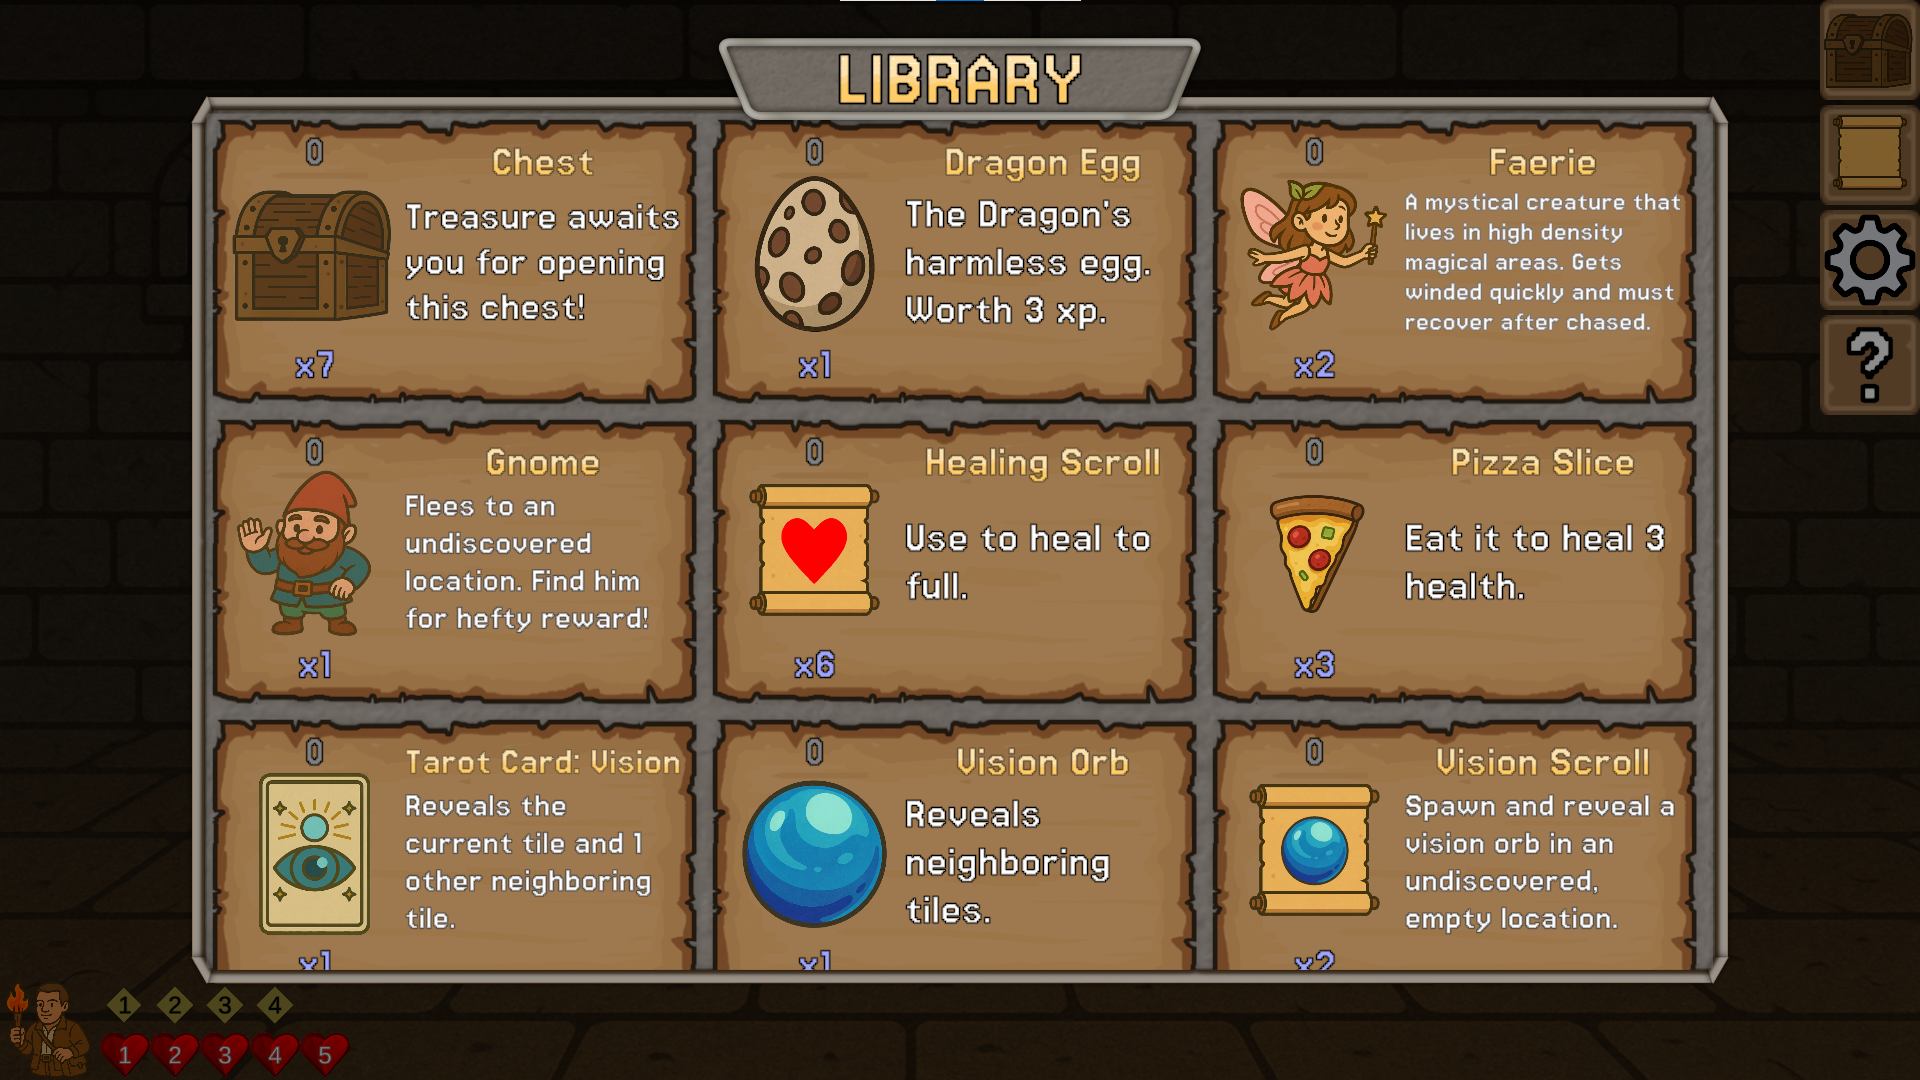 LIBRARY
0
Chest
Treasure awaits
you for opening
this chest!
x7
0
Dragon Egg
The Dragon's
harmless egg.
Worth 3 xp.
x1
0
Faerie
A mystical creature that
lives in high density
magical areas. Gets
winded quickly and must
recover after chased.
x2
0
Gnome
Flees to an
undiscovered
location. Find him
for hefty reward!
x1
0
Healing Scroll
Use to heal to
full.
x6
0
Pizza Slice
Eat it to heal 3
health.
x3
0
Tarot Card: Vision
Reveals the
current tile and 1
other neighboring
tile.
x1
0
Vision Orb
Reveals
neighboring
tiles.
x1
0
Vision Scroll
Spawn and reveal a
vision orb in an
undiscovered,
empty location.
x2
?
1 2 3 4
1 2 3 4 5